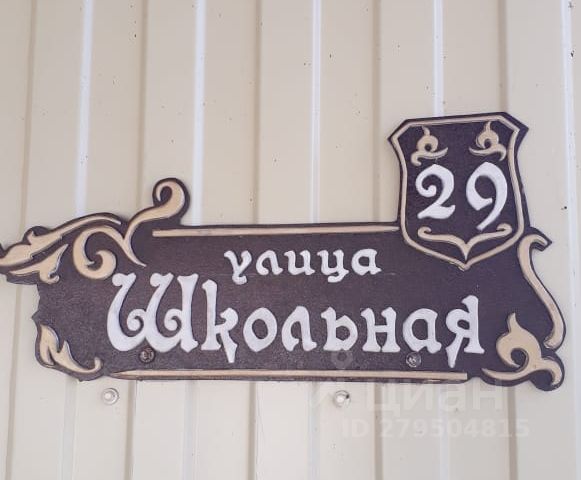 29
улица
Школьная
циан
ID 279504815